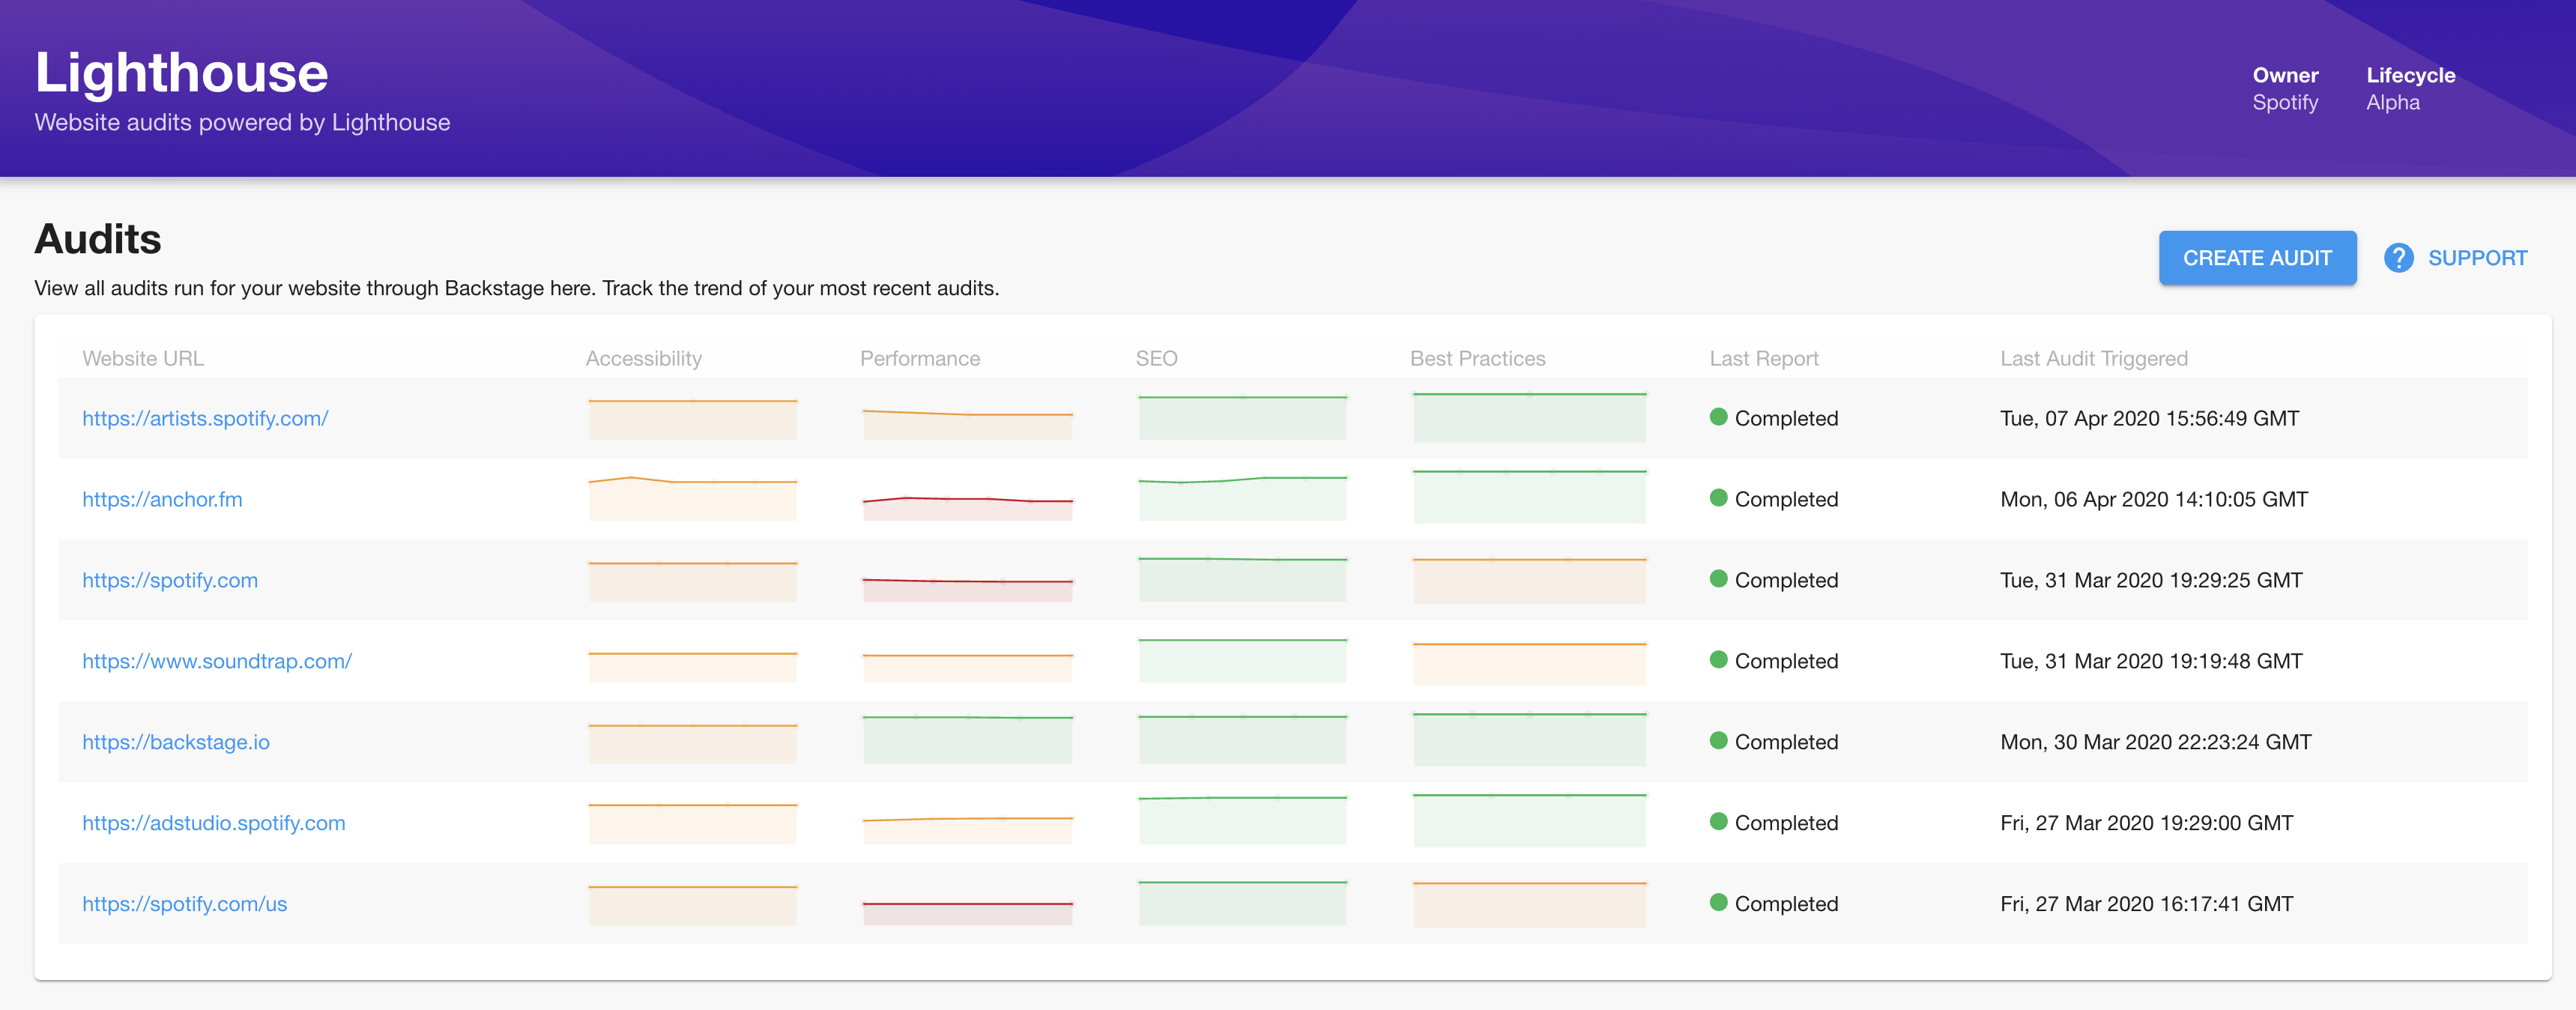 Lighthouse
Website audits powered by Lighthouse
Owner Lifecycle
Spotify Alpha
Audits
View all audits run for your website through Backstage here. Track the trend of your most recent audits.
CREATE AUDIT ? SUPPORT
Website URL Accessibility Performance SEO Best Practices Last Report Last Audit Triggered
https://artists.spotify.com/ Completed Tue, 07 Apr 2020 15:56:49 GMT
https://anchor.fm Completed Mon, 06 Apr 2020 14:10:05 GMT
https://spotify.com Completed Tue, 31 Mar 2020 19:29:25 GMT
https://www.soundtrap.com/ Completed Tue, 31 Mar 2020 19:19:48 GMT
https://backstage.io Completed Mon, 30 Mar 2020 22:23:24 GMT
https://adstudio.spotify.com Completed Fri, 27 Mar 2020 19:29:00 GMT
https://spotify.com/us Completed Fri, 27 Mar 2020 16:17:41 GMT